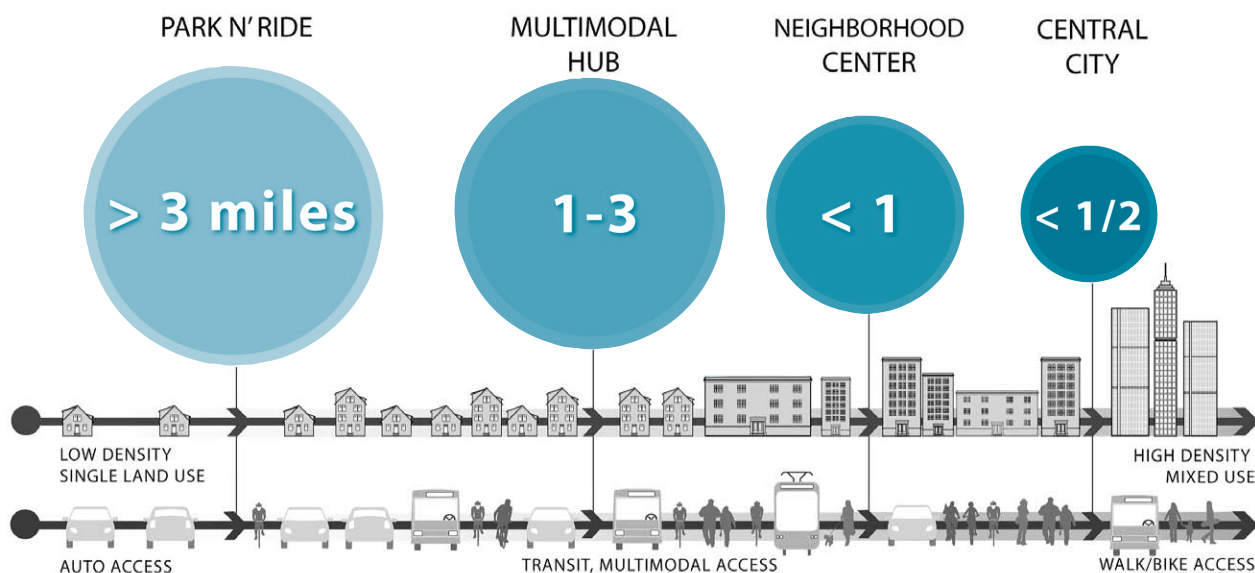 PARK N’ RIDE
MULTIMODAL
HUB
NEIGHBORHOOD
CENTER
CENTRAL
CITY
> 3 miles
1-3
< 1
< 1/2
LOW DENSITY
SINGLE LAND USE
HIGH DENSITY
MIXED USE
AUTO ACCESS
TRANSIT, MULTIMODAL ACCESS
WALK/BIKE ACCESS